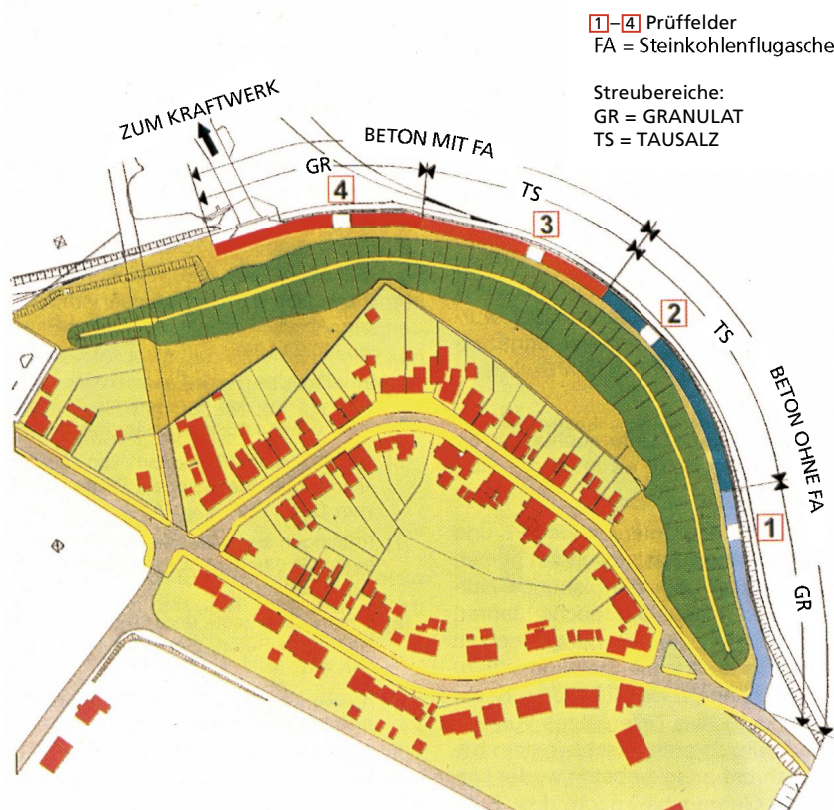 1–4 Prüffelder
FA = Steinkohlenflugasche
Streubereiche:
GR = GRANULAT
TS = TAUSALZ
ZUM KRAFTWERK
BETON MIT FA
GR
TS
4
3
2
TS
BETON OHNE FA
1
GR